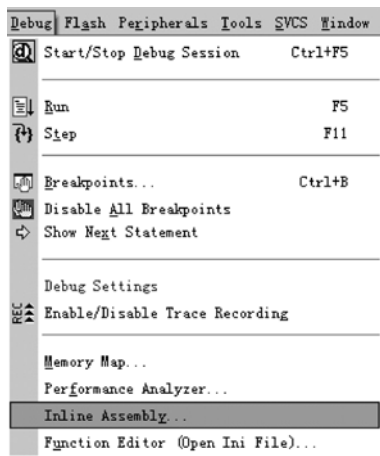 Debug Flash Peripherals Tools SVCS Window
Start/Stop Debug Session Ctrl+F5
Run F5
Step F11
Breakpoints... Ctrl+B
Disable All Breakpoints
Show Next Statement
Debug Settings
REC Enable/Disable Trace Recording
Memory Map...
Performance Analyzer...
Inline Assembly...
Function Editor (Open Ini File)...